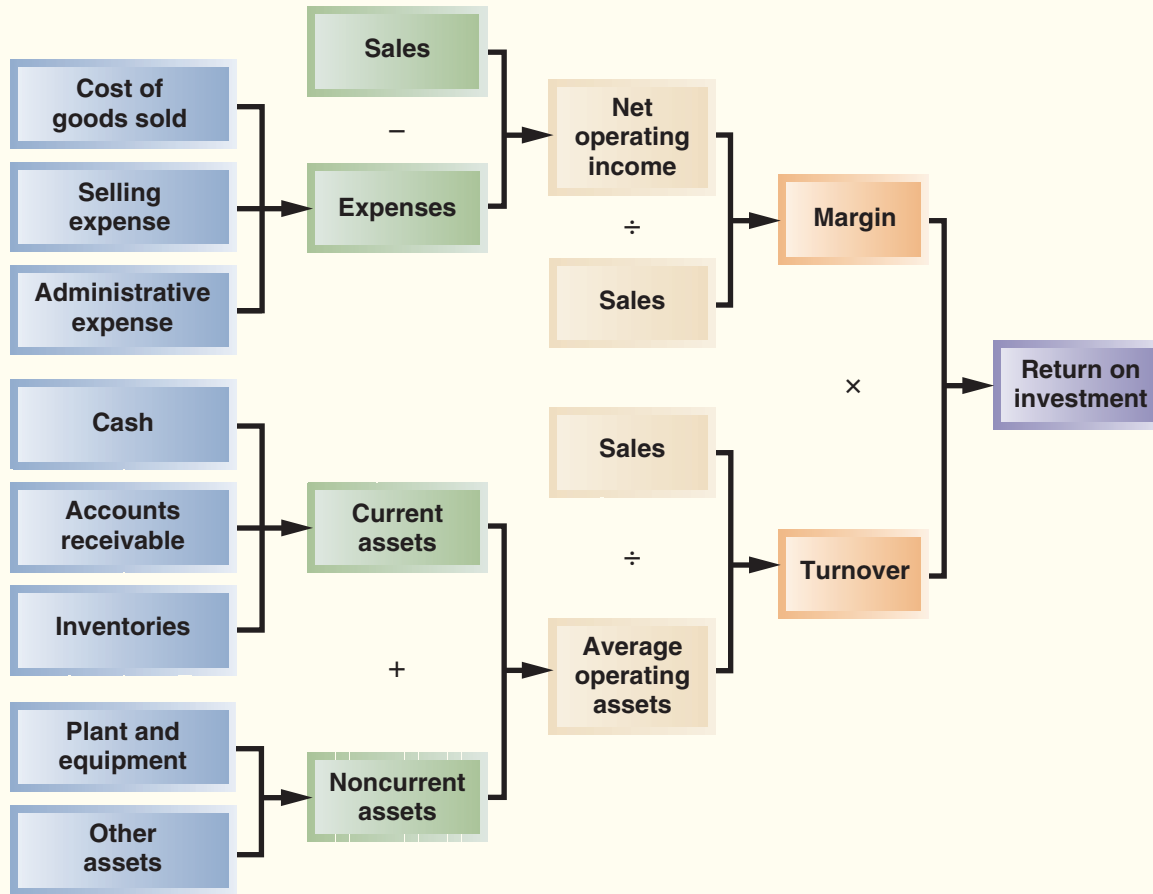 Cost of
goods sold
Selling
expense
Administrative
expense
Sales
−
Expenses
Net
operating
income
÷
Sales
Margin
Cash
Accounts
receivable
Inventories
Current
assets
+
Plant and
equipment
Other
assets
Noncurrent
assets
Sales
÷
Average
operating
assets
Turnover
×
Return on
investment